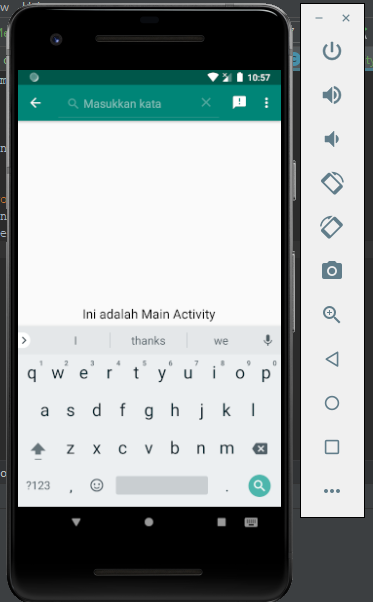 10:57
Masukkan kata
Ini adalah Main Activity
I thanks we
1 2 3 4 5 6 7 8 9 0
q w e r t y u i o p
a s d f g h j k l
z x c v b n m
?123 , .